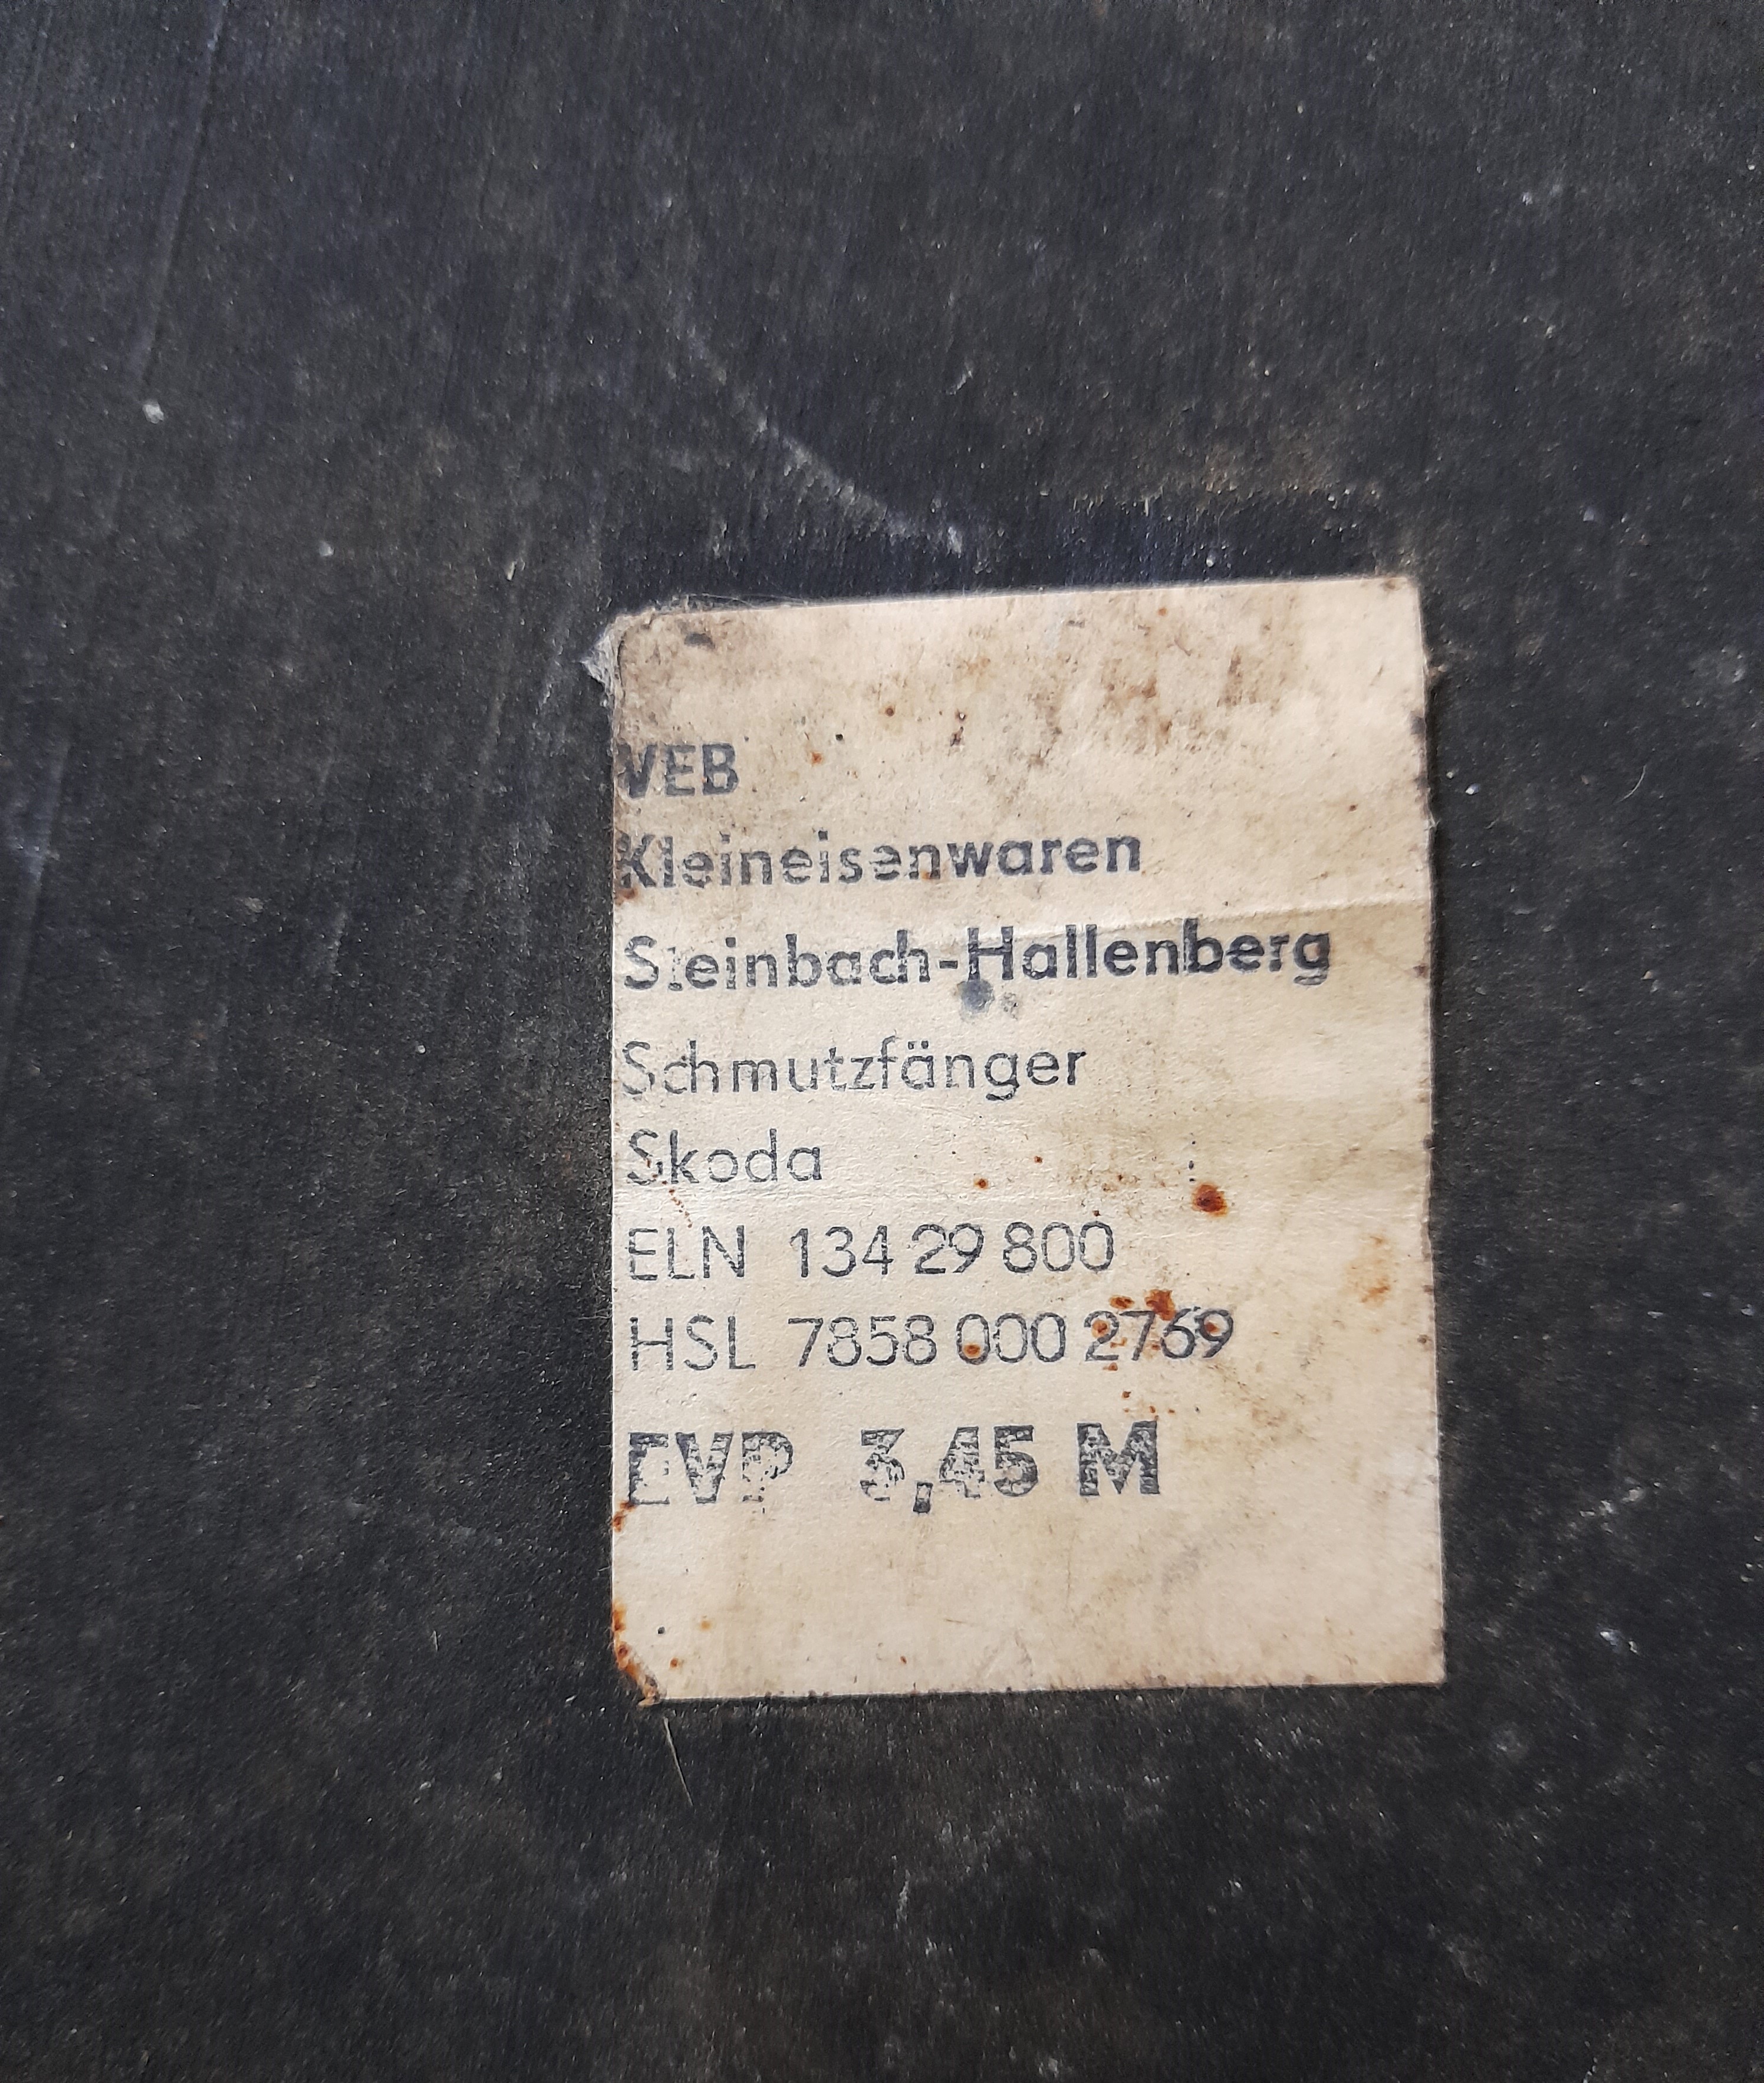 VEB
Kleineisenwaren
Steinbach-Hallenberg
Schmutzfänger
Skoda
ELN 134 29 800
HSL 7858 000 2769
EVP 3,45 M